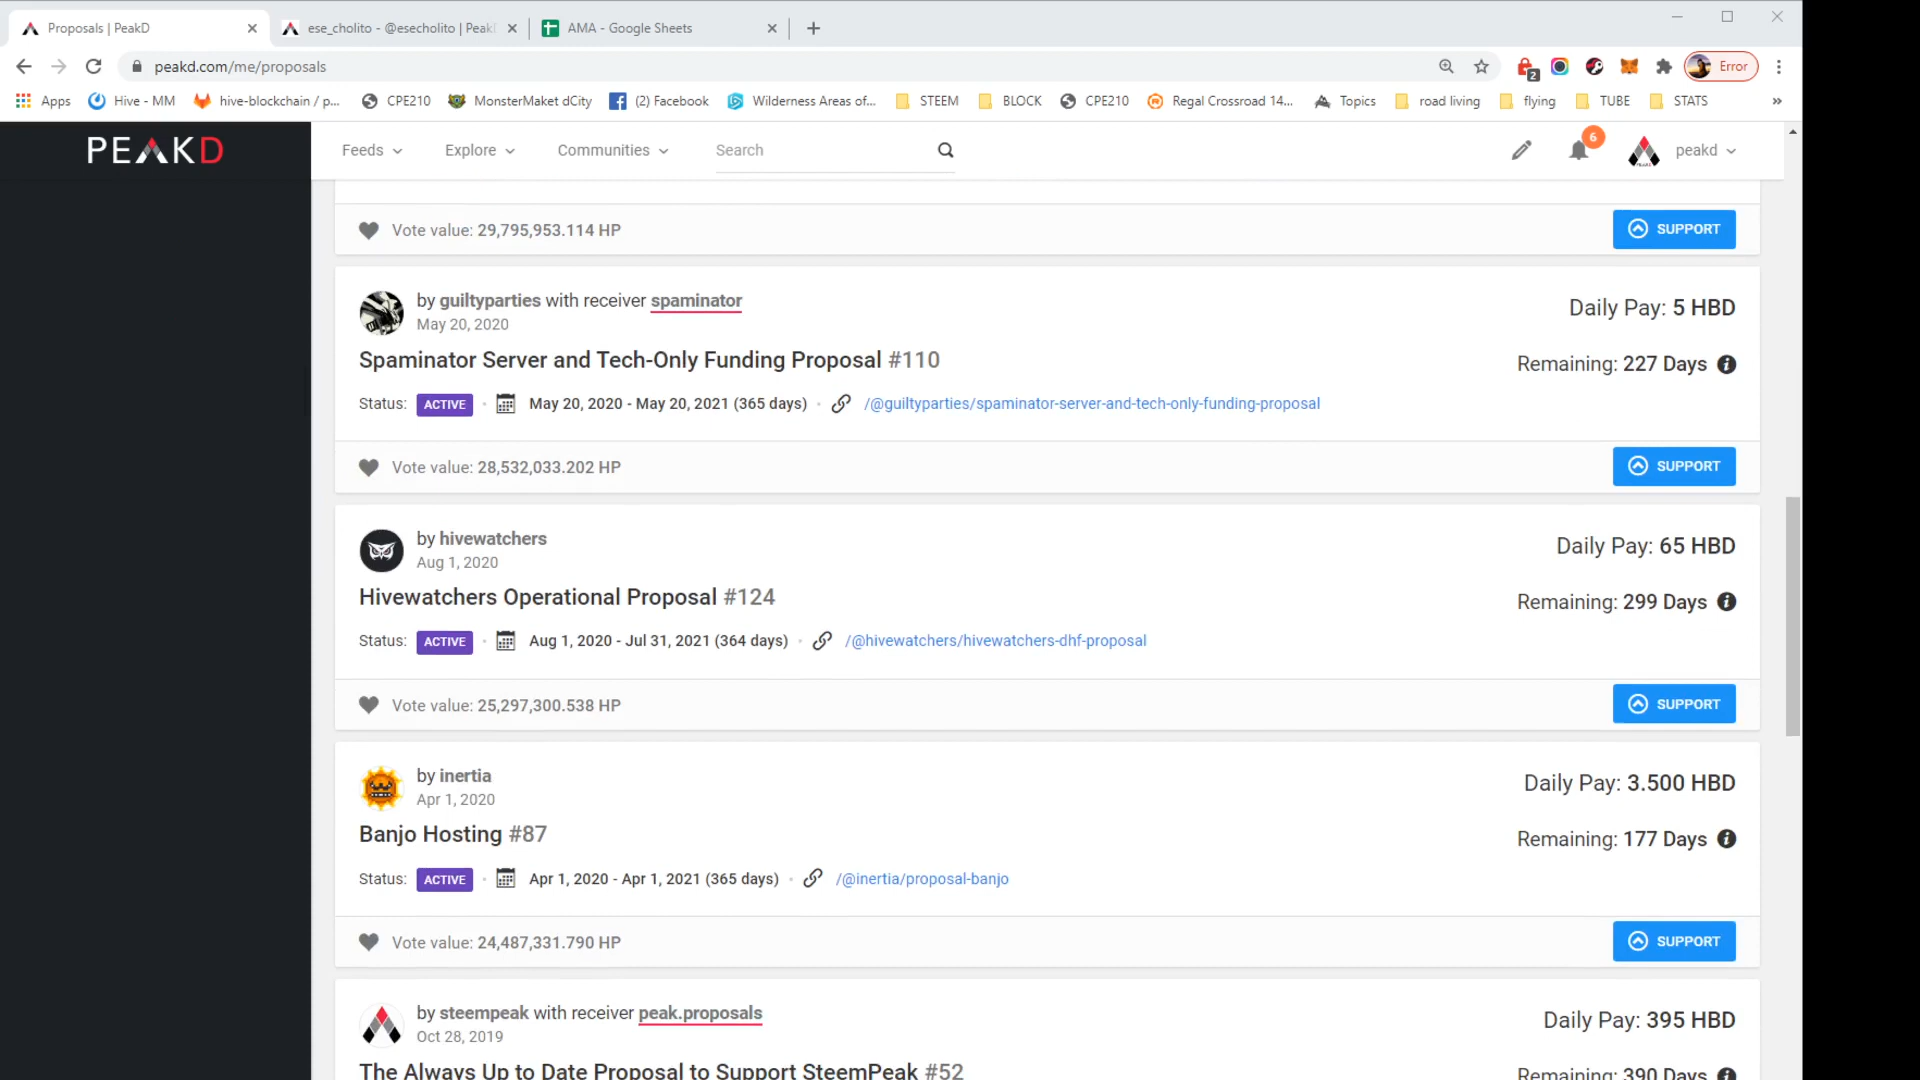 Proposals | PeakD
ese_cholito - @esecholito | Peak
AMA - Google Sheets
peakd.com/me/proposals
2
Error
Apps
Hive - MM
hive-blockchain / p...
CPE210
MonsterMaket dCity
(2) Facebook
Wilderness Areas of...
STEEM
BLOCK
CPE210
Regal Crossroad 14...
Topics
road living
flying
TUBE
STATS
»
PEAKD
Feeds
Explore
Communities
Search
6
peakd
Vote value: 29,795,953.114 HP
SUPPORT
by guiltyparties with receiver spaminator
May 20, 2020
Daily Pay: 5 HBD
Spaminator Server and Tech-Only Funding Proposal #110
Remaining: 227 Days
Status: ACTIVE • May 20, 2020 - May 20, 2021 (365 days) • /@guiltyparties/spaminator-server-and-tech-only-funding-proposal
Vote value: 28,532,033.202 HP
SUPPORT
by hivewatchers
Aug 1, 2020
Daily Pay: 65 HBD
Hivewatchers Operational Proposal #124
Remaining: 299 Days
Status: ACTIVE • Aug 1, 2020 - Jul 31, 2021 (364 days) • /@hivewatchers/hivewatchers-dhf-proposal
Vote value: 25,297,300.538 HP
SUPPORT
by inertia
Apr 1, 2020
Daily Pay: 3.500 HBD
Banjo Hosting #87
Remaining: 177 Days
Status: ACTIVE • Apr 1, 2020 - Apr 1, 2021 (365 days) • /@inertia/proposal-banjo
Vote value: 24,487,331.790 HP
SUPPORT
by steempeak with receiver peak.proposals
Oct 28, 2019
Daily Pay: 395 HBD
The Always Up to Date Proposal to Support SteemPeak #52
Remaining: 390 Days